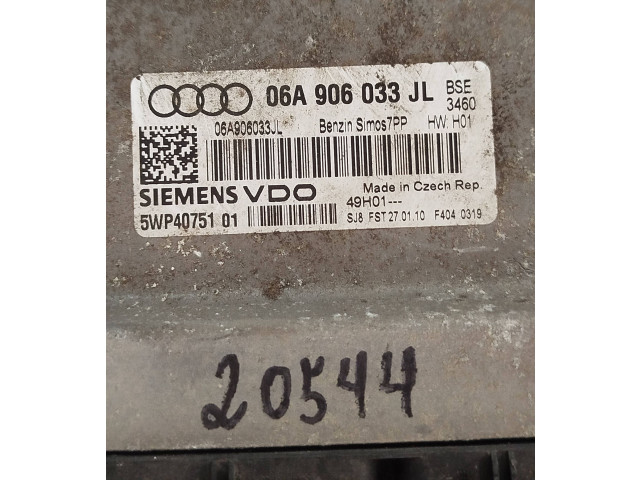 06A 906 033 JL BSE
3460
06A906033JL Benzin Simos7PP HW: H01
SIEMENS VDO Made in Czech Rep.
49H01---
5WP40751 01 SJ8 FST 27.01.10 F404 0319
20544